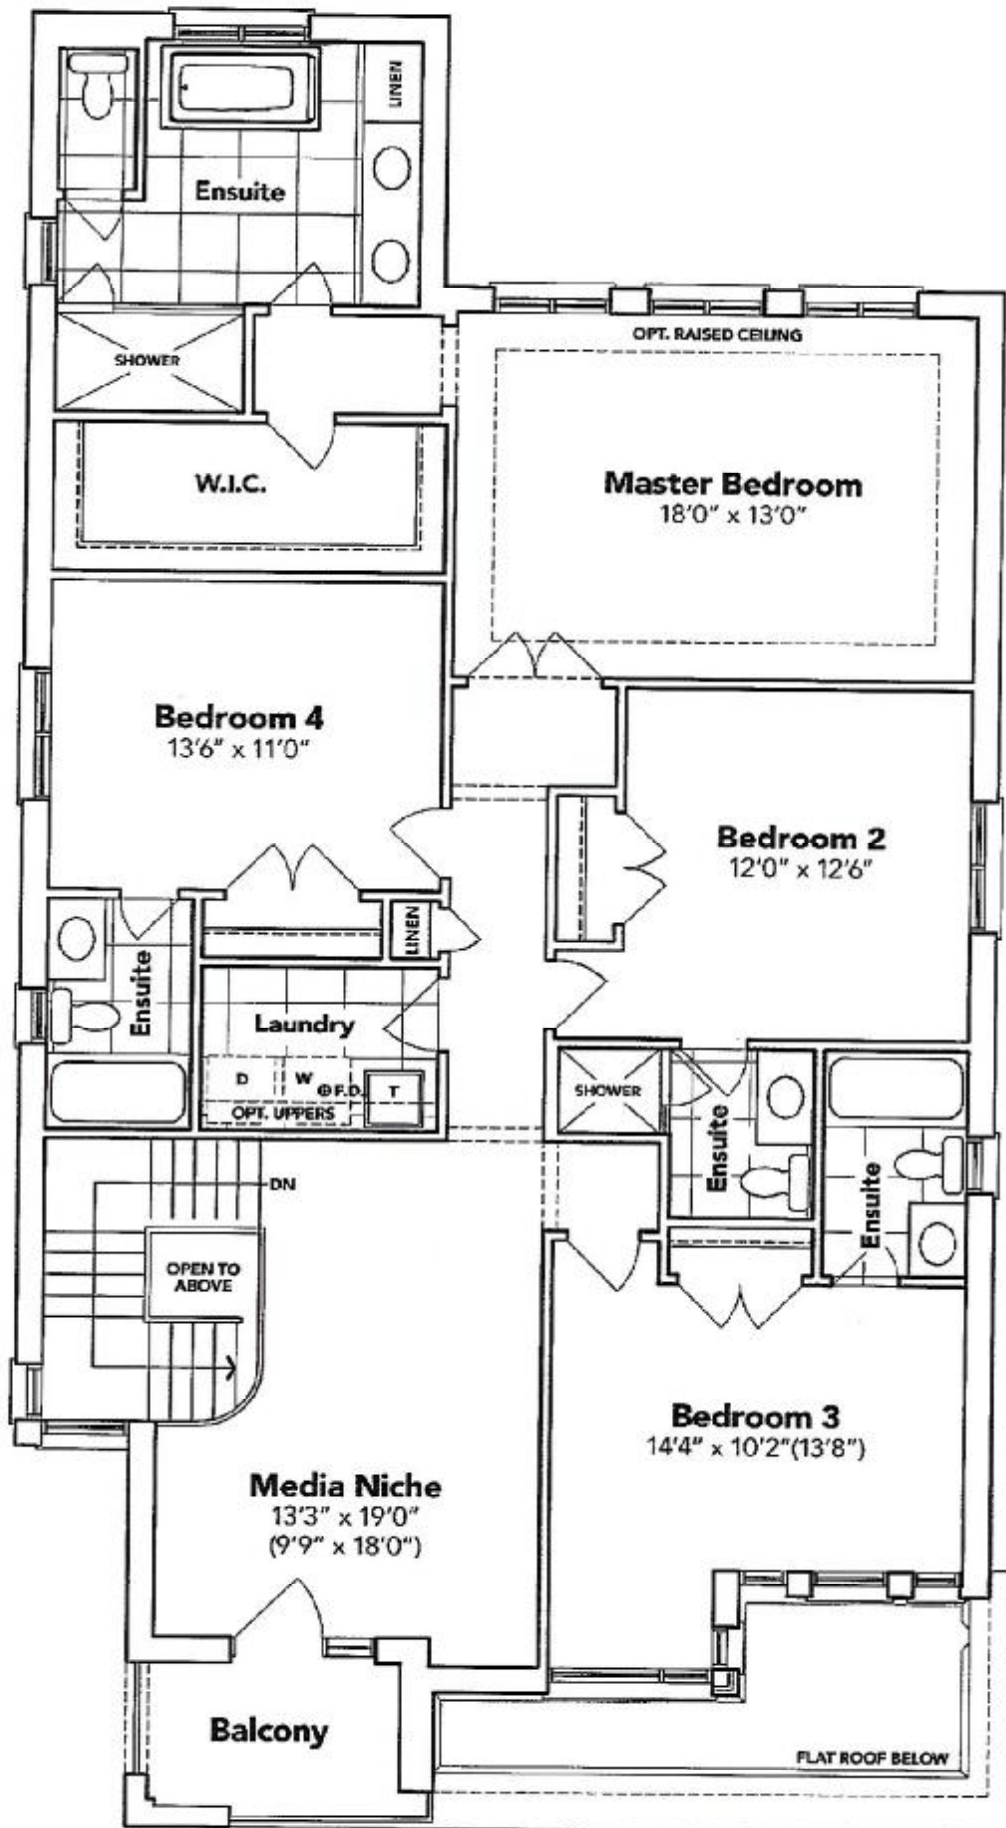 LINEN
Ensuite
OPT. RAISED CEILING
SHOWER
W.I.C.
Master Bedroom
18'0" x 13'0"
Bedroom 4
13'6" x 11'0"
Bedroom 2
12'0" x 12'6"
LINEN
Ensuite
Laundry
D W
F.D. T
OPT. UPPERS
SHOWER
Ensuite
Ensuite
DN
OPEN TO
ABOVE
Bedroom 3
14'4" x 10'2"(13'8")
Media Niche
13'3" x 19'0"
(9'9" x 18'0")
Balcony
FLAT ROOF BELOW